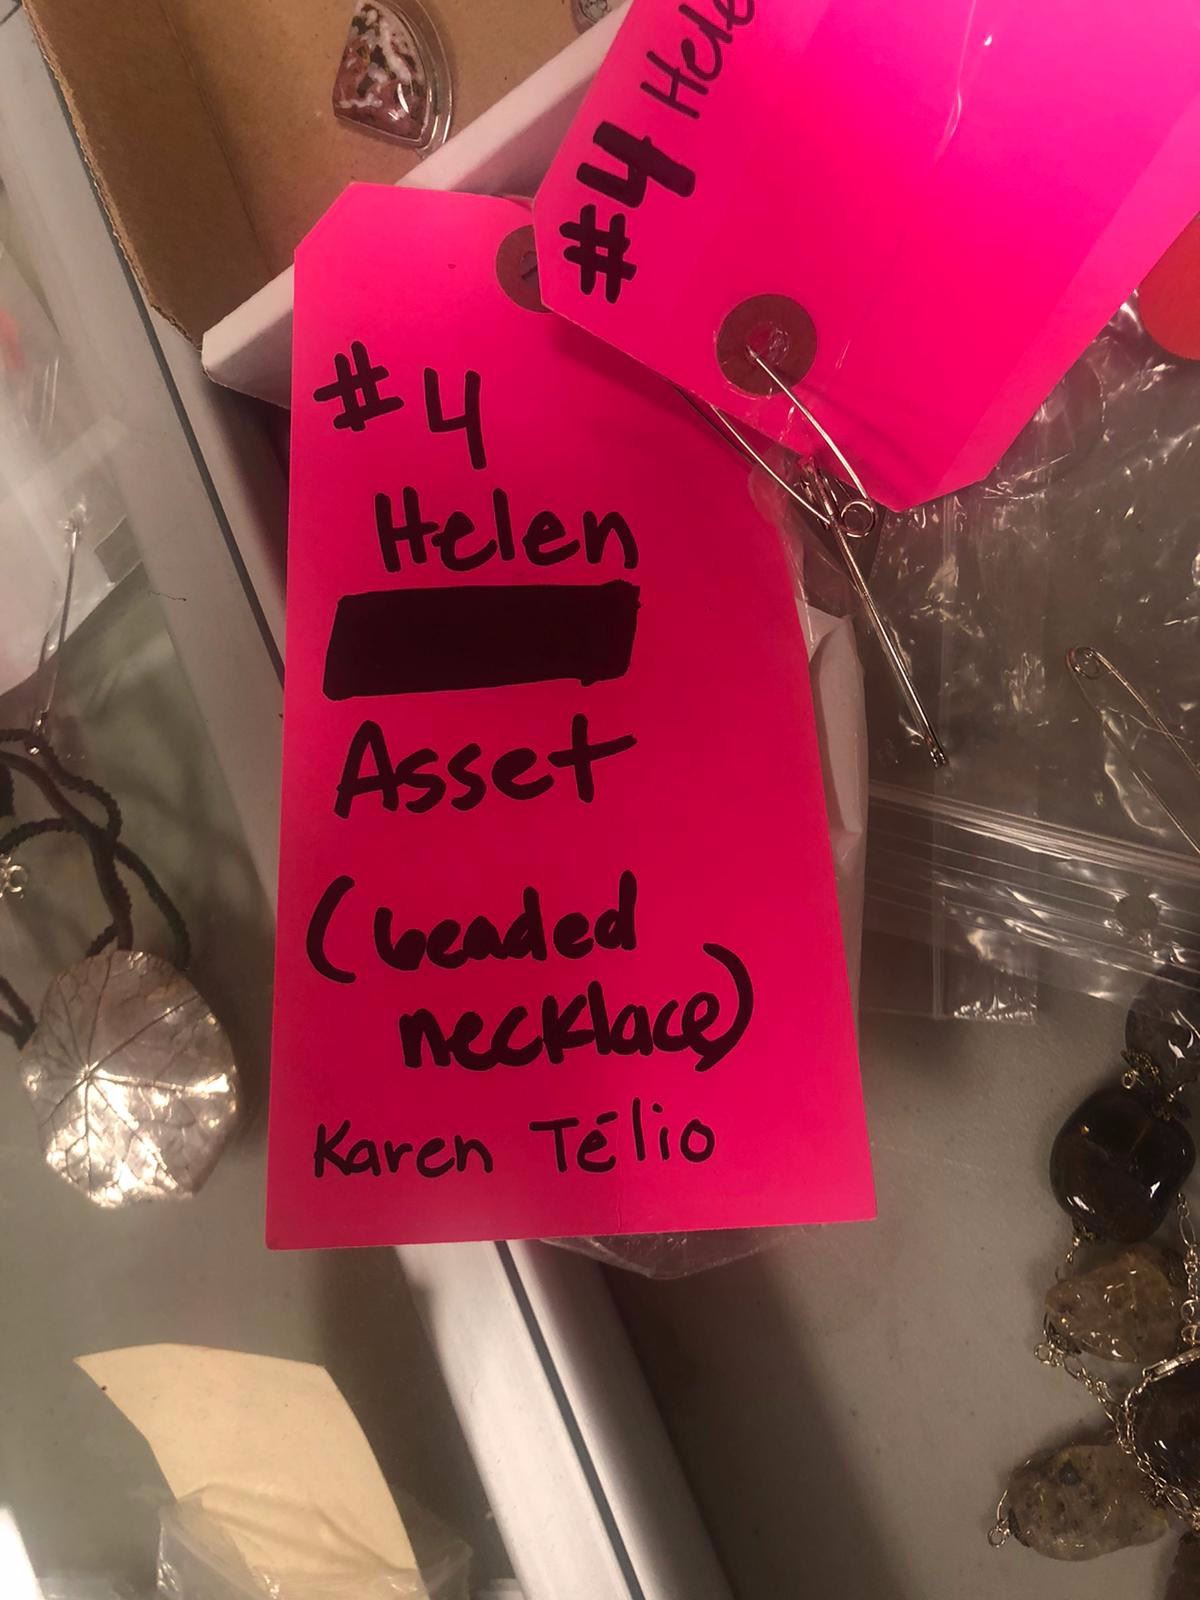 #4 Hele
#4
Helen
Asset
(beaded
necklace)
Karen Télio